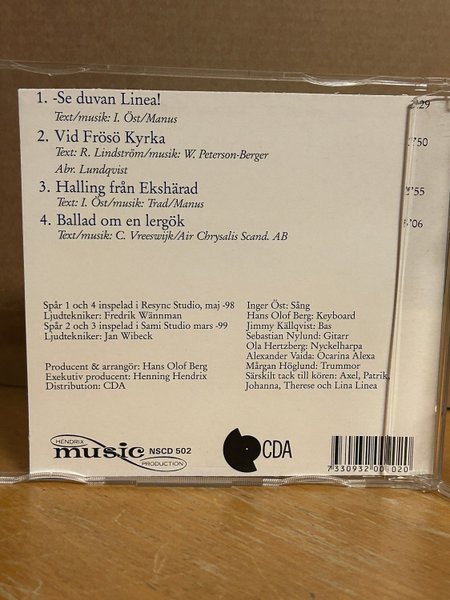 1. -Se duvan Linea!
Text/musik: I. Öst/Manus
2. Vid Frösö Kyrka
Text: R. Lindström/musik: W. Peterson-Berger
Abr. Lundqvist
3. Halling från Ekshärad
Text: I. Öst/musik: Trad/Manus
4. Ballad om en lergök
Text/musik: C. Vreeswijk/Air Chrysalis Scand. AB
:29
'50
'55
'06
Spår 1 och 4 inspelad i Resync Studio, maj -98
Ljudtekniker: Fredrik Wännman
Spår 2 och 3 inspelad i Sami Studio mars -99
Ljudtekniker: Jan Wibeck
Producent & arrangör: Hans Olof Berg
Exekutiv producent: Henning Hendrix
Distribution: CDA
Inger Öst: Sång
Hans Olof Berg: Keyboard
Jimmy Källqvist: Bas
Sebastian Nylund: Gitarr
Ola Hertzberg: Nyckelharpa
Alexander Vaida: Ocarina Alexa
Mårgan Höglund: Trummor
Särskilt tack till kören: Axel, Patrik,
Johanna, Therese och Lina Linea
HENDRIX
music NSCD 502
PRODUCTION
CDA
7 330932 00 020